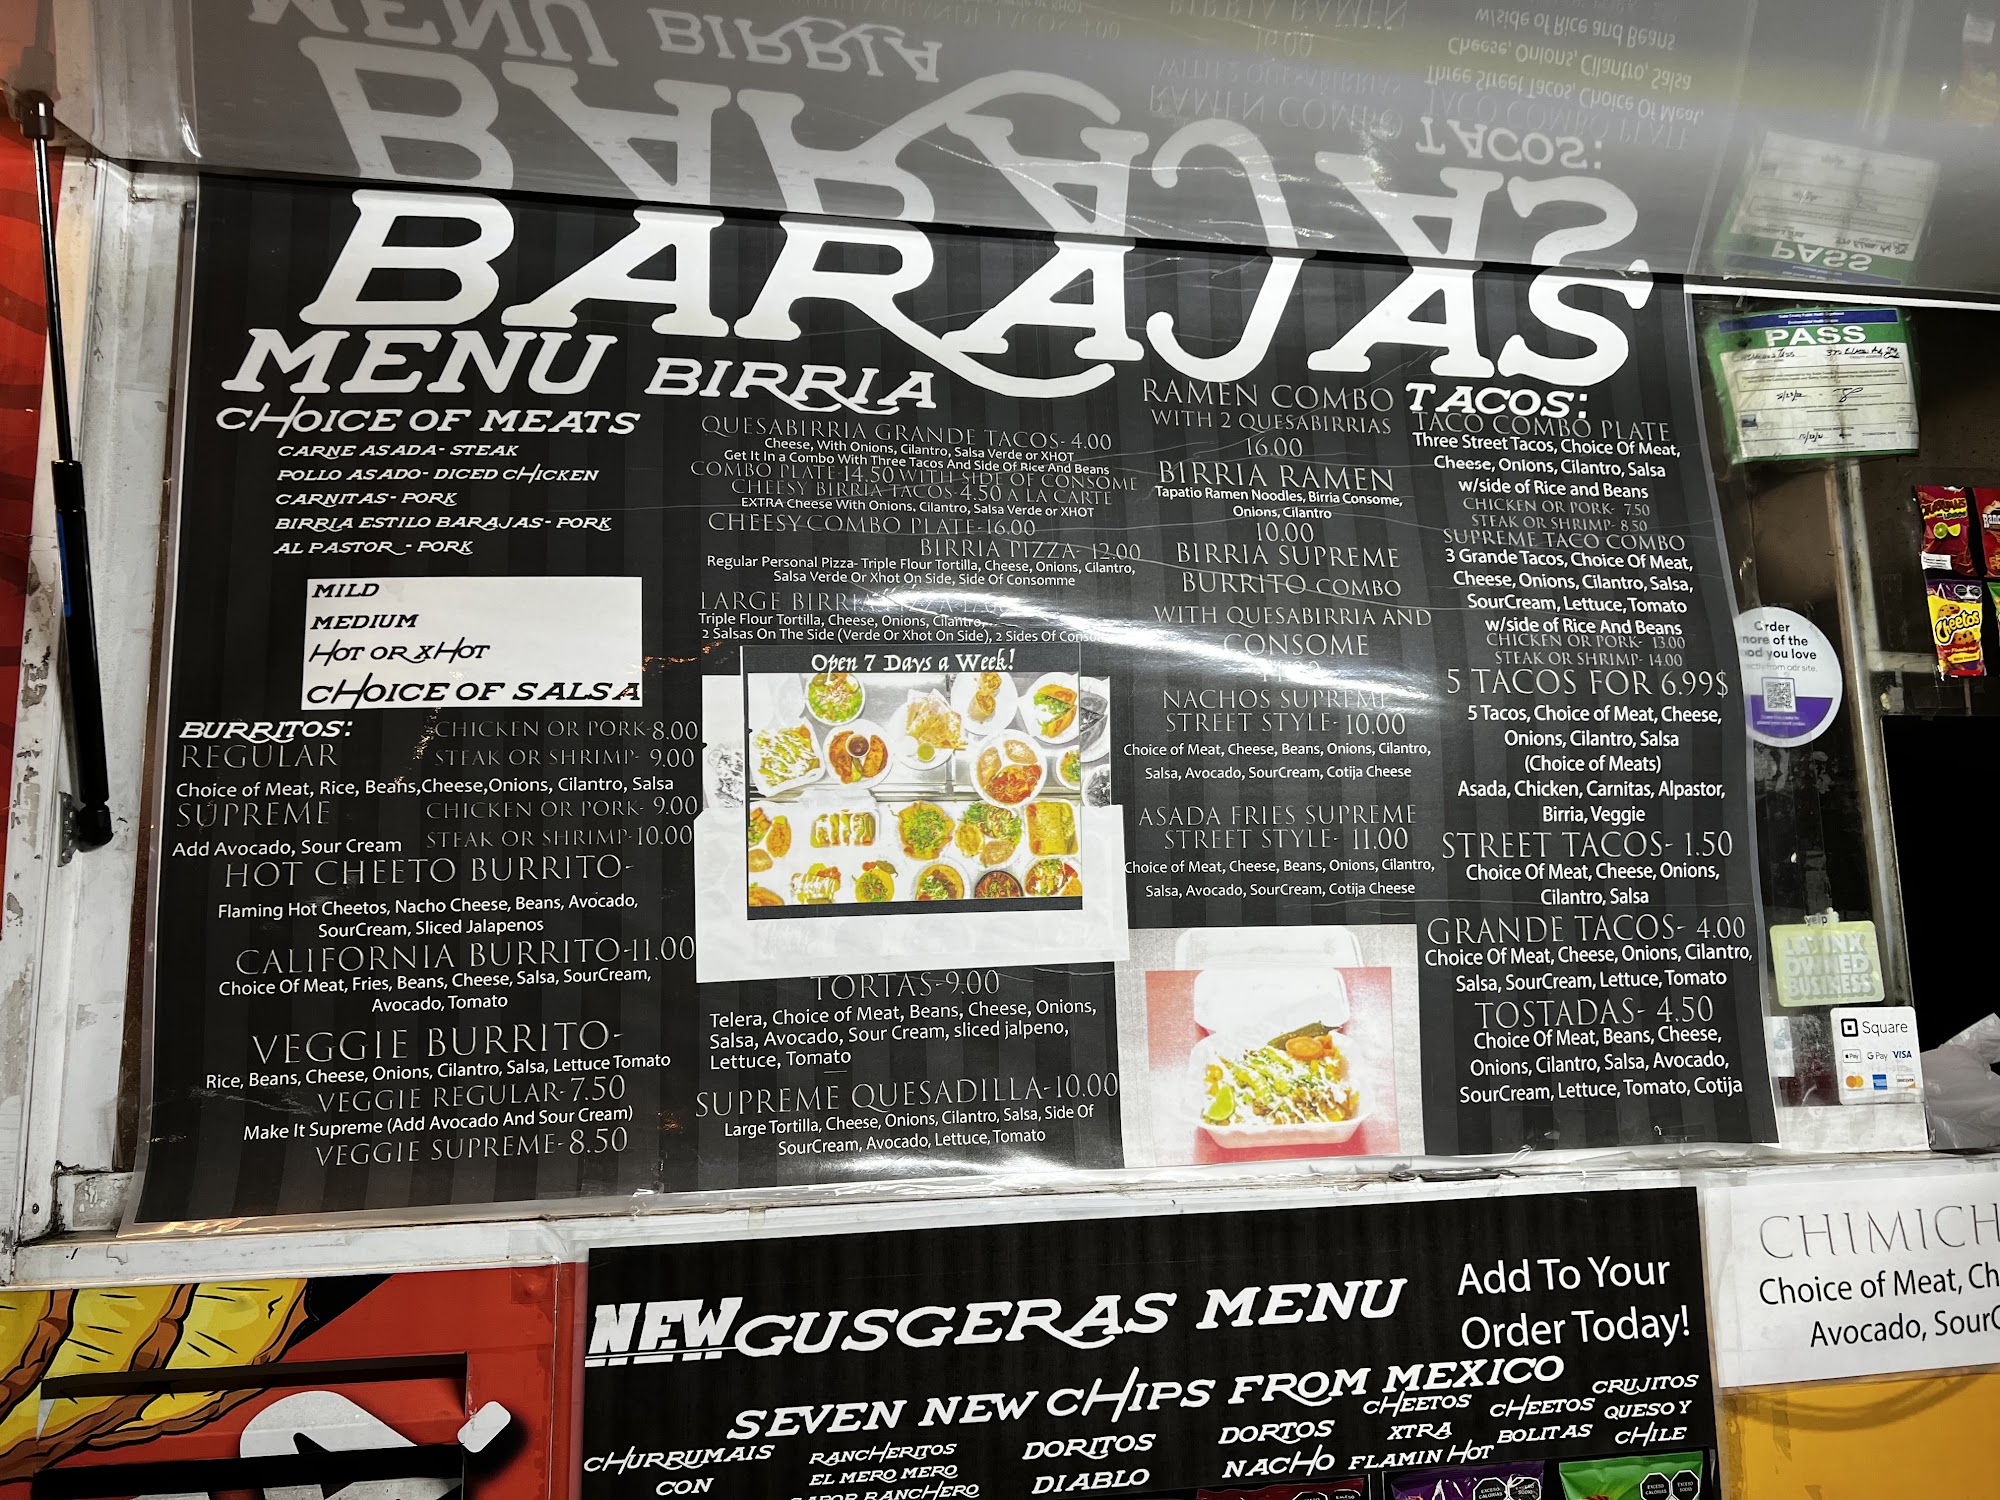 BARAJAS
MENU
CHOICE OF MEATS
CARNE ASADA- STEAK
POLLO ASADO- DICED CHICKEN
CARNITAS- PORK
BIRRIA ESTILO BARAJAS- PORK
AL PASTOR - PORK
MILD
MEDIUM
HOT OR XHOT
CHOICE OF SALSA
BURRITOS: CHICKEN OR PORK-8.00
REGULAR STEAK OR SHRIMP- 9.00
Choice of Meat, Rice, Beans,Cheese,Onions, Cilantro, Salsa
SUPREME CHICKEN OR PORK- 9.00
Add Avocado, Sour Cream STEAK OR SHRIMP-10.00
HOT CHEETO BURRITO-
Flaming Hot Cheetos, Nacho Cheese, Beans, Avocado,
SourCream, Sliced Jalapenos
CALIFORNIA BURRITO-11.00
Choice Of Meat, Fries, Beans, Cheese, Salsa, SourCream,
Avocado, Tomato
VEGGIE BURRITO-
Rice, Beans, Cheese, Onions, Cilantro, Salsa, Lettuce Tomato
VEGGIE REGULAR-7.50
Make It Supreme (Add Avocado And Sour Cream)
VEGGIE SUPREME-8.50
BIRRIA
QUESABIRRIA GRANDE TACOS- 4.00
Cheese, With Onions, Cilantro, Salsa Verde or XHOT
Get It In a Combo With Three Tacos And Side Of Rice And Beans
COMBO PLATE-14.50 WITH SIDE OF CONSOME
CHEESY BIRRIA TACOS-4.50 A LA CARTE
EXTRA Cheese With Onions, Cilantro, Salsa Verde or XHOT
CHEESY COMBO PLATE-16.00
BIRRIA PIZZA- 12.00
Regular Personal Pizza- Triple Flour Tortilla, Cheese, Onions, Cilantro,
Salsa Verde Or Xhot On Side, Side Of Consomme
LARGE BIRRIA PIZZA
Triple Flour Tortilla, Cheese, Onions, Cilantro,
2 Salsas On The Side (Verde Or Xhot On Side), 2 Sides Of
Open 7 Days a Week!
TORTAS-9.00
Telera, Choice of Meat, Beans, Cheese, Onions,
Salsa, Avocado, Sour Cream, sliced jalpeno,
Lettuce, Tomato
SUPREME QUESADILLA-10.00
Large Tortilla, Cheese, Onions, Cilantro, Salsa, Side Of
SourCream, Avocado, Lettuce, Tomato
RAMEN COMBO
WITH 2 QUESABIRRIAS
16.00
BIRRIA RAMEN
Tapatio Ramen Noodles, Birria Consome,
Onions, Cilantro
10.00
BIRRIA SUPREME
BURRITO COMBO
WITH QUESABIRRIA AND
CONSOME
NACHOS SUPREME
STREET STYLE- 10.00
Choice of Meat, Cheese, Beans, Onions, Cilantro,
Salsa, Avocado, SourCream, Cotija Cheese
ASADA FRIES SUPREME
STREET STYLE- 11.00
Choice of Meat, Cheese, Beans, Onions, Cilantro,
Salsa, Avocado, SourCream, Cotija Cheese
TACOS:
TACO COMBO PLATE
Three Street Tacos, Choice Of Meat,
Cheese, Onions, Cilantro, Salsa
w/side of Rice and Beans
CHICKEN OR PORK- 7.50
STEAK OR SHRIMP- 8.50
SUPREME TACO COMBO
3 Grande Tacos, Choice Of Meat,
Cheese, Onions, Cilantro, Salsa,
SourCream, Lettuce, Tomato
w/side of Rice And Beans
CHICKEN OR PORK- 13.00
STEAK OR SHRIMP- 14.00
5 TACOS FOR 6.99$
5 Tacos, Choice of Meat, Cheese,
Onions, Cilantro, Salsa
(Choice of Meats)
Asada, Chicken, Carnitas, Alpastor,
Birria, Veggie
STREET TACOS- 1.50
Choice Of Meat, Cheese, Onions,
Cilantro, Salsa
GRANDE TACOS- 4.00
Choice Of Meat, Cheese, Onions, Cilantro,
Salsa, SourCream, Lettuce, Tomato
TOSTADAS- 4.50
Choice Of Meat, Beans, Cheese,
Onions, Cilantro, Salsa, Avocado,
SourCream, Lettuce, Tomato, Cotija
PASS
Cheetos
Order
more of the
food you love
yelp
LATINX
OWNED
BUSINESS
Square
Pay G Pay VISA
NEW GUSGERAS MENU
Add To Your
Order Today!
SEVEN NEW CHIPS FROM MEXICO
CHURRUMAIS
CON
RANCHERITOS
EL MERO MERO
SABOR RANCHERO
DORITOS
DIABLO
DORTOS
NACHO
CHEETOS
XTRA
FLAMIN HOT
CHEETOS
BOLITAS
CRUJITOS
QUESO Y
CHILE
CHIMICH
Choice of Meat, Ch
Avocado, SourC